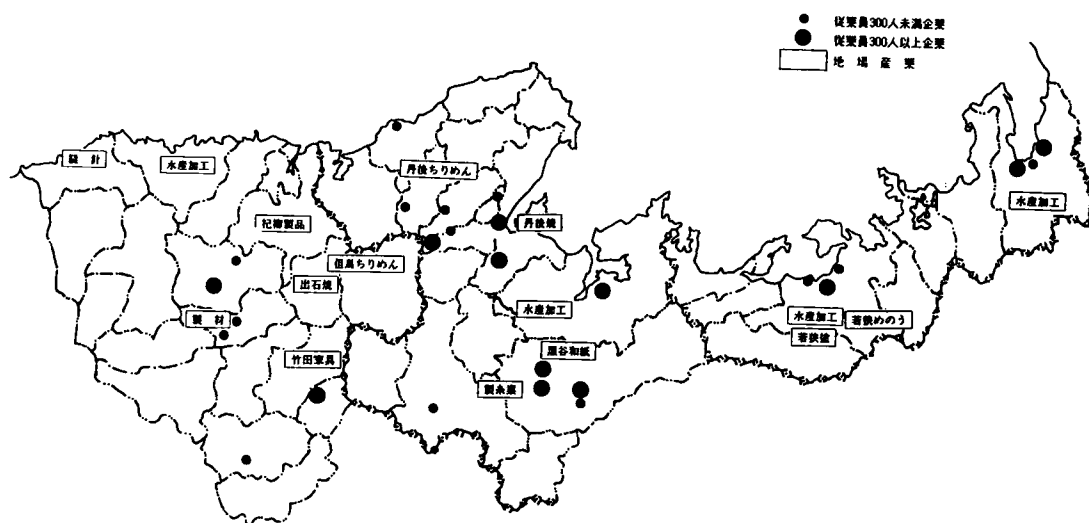 従業員300人未満企業
従業員300人以上企業
地場産業
縫針
水産加工
丹後ちりめん
杞柳製品
丹後焼
但馬ちりめん
出石焼
製材
竹田家具
水産加工
黒谷和紙
製糸業
水産加工
若狭めのう
若狭塗
水産加工